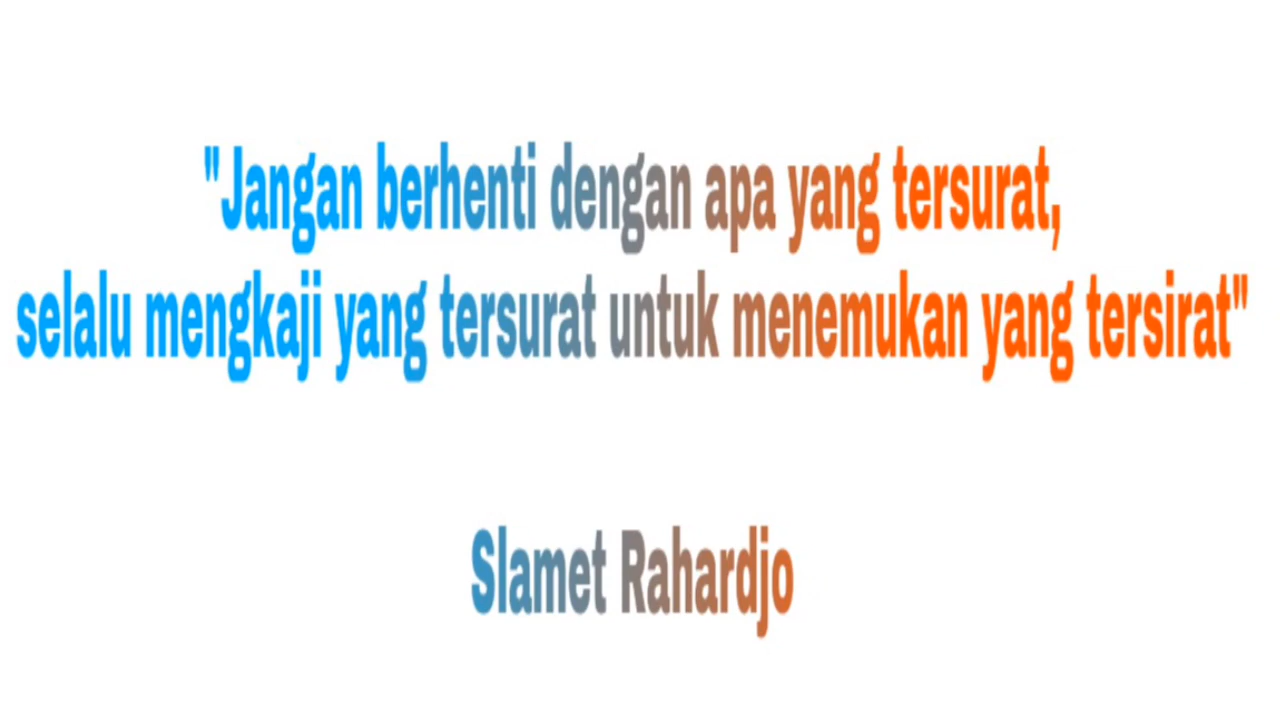 "Jangan berhenti dengan apa yang tersurat,
selalu mengkaji yang tersurat untuk menemukan yang tersirat"
Slamet Rahardjo